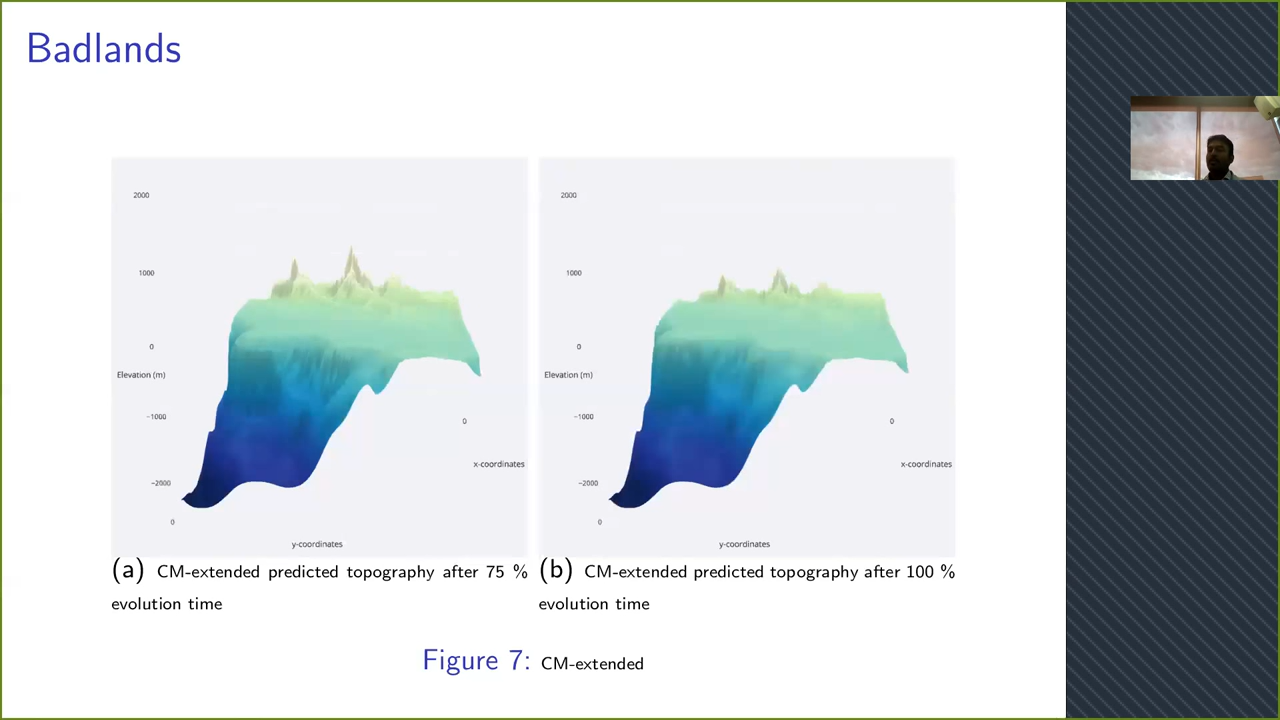 Badlands
2000
1000
0
Elevation (m)
−1000
−2000
0
0
x-coordinates
y-coordinates
2000
1000
0
Elevation (m)
−1000
−2000
0
0
x-coordinates
y-coordinates
(a) CM-extended predicted topography after 75 %
evolution time
(b) CM-extended predicted topography after 100 %
evolution time
Figure 7: CM-extended